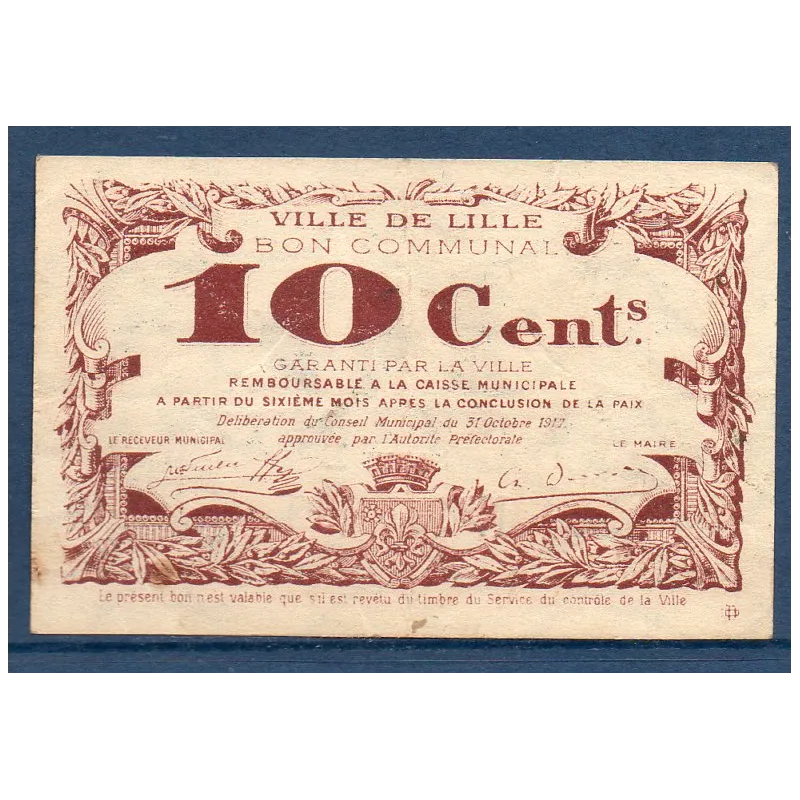 VILLE DE LILLE
BON COMMUNAL
10 Cents.
GARANTI PAR LA VILLE
REMBOURSABLE A LA CAISSE MUNICIPALE
A PARTIR DU SIXIÈME MOIS APRES LA CONCLUSION DE LA PAIX
Déliberation du Conseil Municipal du 31 Octobre 1917.
LE RECEVEUR MUNICIPAL approuvée par l'Autorite Préfectorale LE MAIRE
Le présent bon n'est valable que s'il est revêtu du timbre du Service du contrôle de la Ville